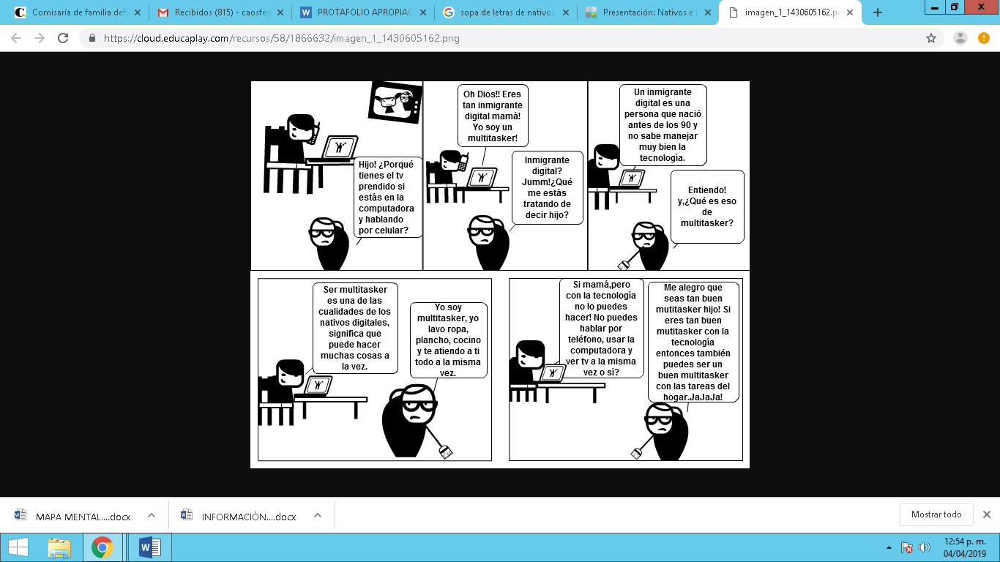 Comisaría de familia def
Recibidos (815) - caosfeg
PROTAFOLIO APROPIAC
sopa de letras de nativos
Presentación: Nativos e i
imagen_1_1430605162.pn
https://cloud.educaplay.com/recursos/58/1866632/imagen_1_1430605162.png
Hijo! ¿Porqué
tienes el tv
prendido si
estás en la
computadora
y hablando
por celular?
Oh Dios!! Eres
tan inmigrante
digital mamá!
Yo soy un
multitasker!
Inmigrante
digital?
Jumm!¿Qué
me estás
tratando de
decir hijo?
Un inmigrante
digital es una
persona que nació
antes de los 90 y
no sabe manejar
muy bien la
tecnología.
Entiendo!
y,¿Qué es eso
de
multitasker?
Ser multitasker
es una de las
cualidades de los
nativos digitales,
significa que
puede hacer
muchas cosas a
la vez.
Yo soy
multitasker, yo
lavo ropa,
plancho, cocino
y te atiendo a ti
todo a la misma
vez.
Si mamá,pero
con la tecnología
no lo puedes
hacer! No puedes
hablar por
teléfono, usar la
computadora y
ver tv a la misma
vez o sí?
Me alegro que
seas tan buen
mutitasker hijo! Si
eres tan buen
mutitasker con la
tecnología
entonces también
puedes ser un
buen multitasker
con las tareas del
hogar.JaJaJa!
MAPA MENTAL....docx
INFORMACIÓN....docx
Mostrar todo
12:54 p. m.
04/04/2019